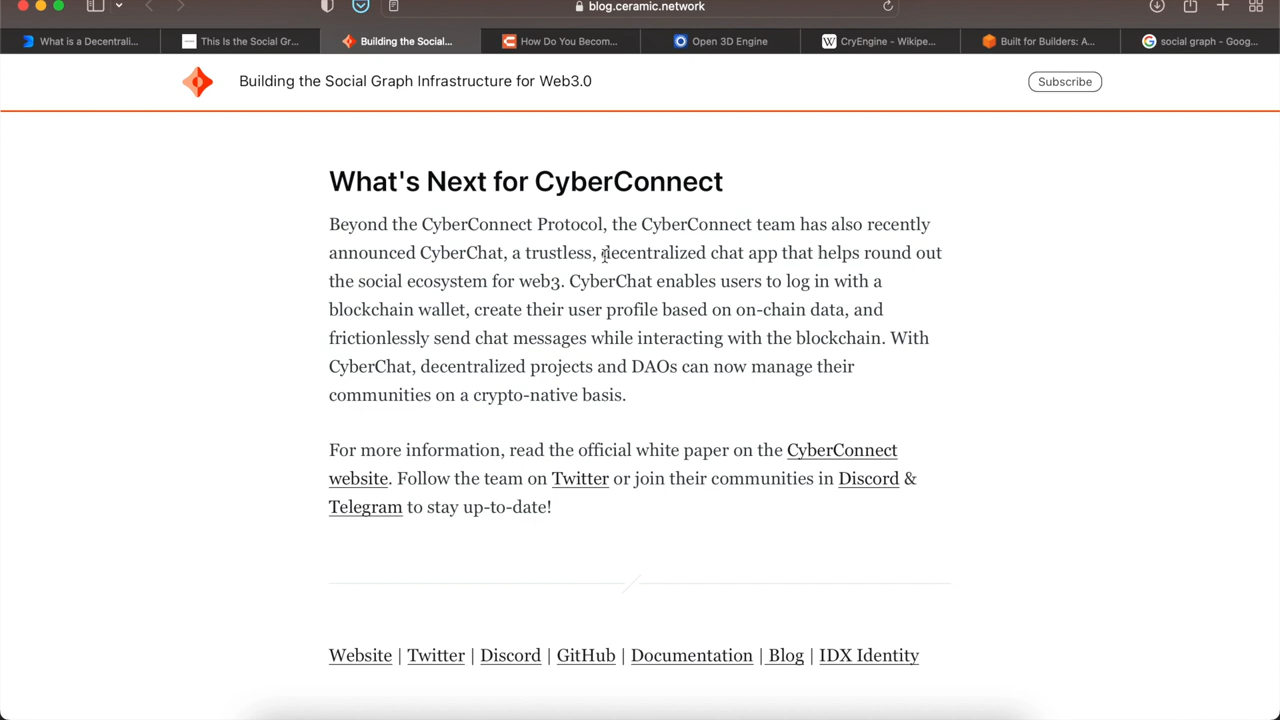 blog.ceramic.network
What is a Decentrali...
This Is the Social Gr...
Building the Social...
How Do You Becom...
Open 3D Engine
CryEngine - Wikipe...
Built for Builders: A...
social graph - Goog...
Building the Social Graph Infrastructure for Web3.0
Subscribe
What's Next for CyberConnect
Beyond the CyberConnect Protocol, the CyberConnect team has also recently
announced CyberChat, a trustless, decentralized chat app that helps round out
the social ecosystem for web3. CyberChat enables users to log in with a
blockchain wallet, create their user profile based on on-chain data, and
frictionlessly send chat messages while interacting with the blockchain. With
CyberChat, decentralized projects and DAOs can now manage their
communities on a crypto-native basis.
For more information, read the official white paper on the CyberConnect
website. Follow the team on Twitter or join their communities in Discord &
Telegram to stay up-to-date!
Website | Twitter | Discord | GitHub | Documentation | Blog | IDX Identity